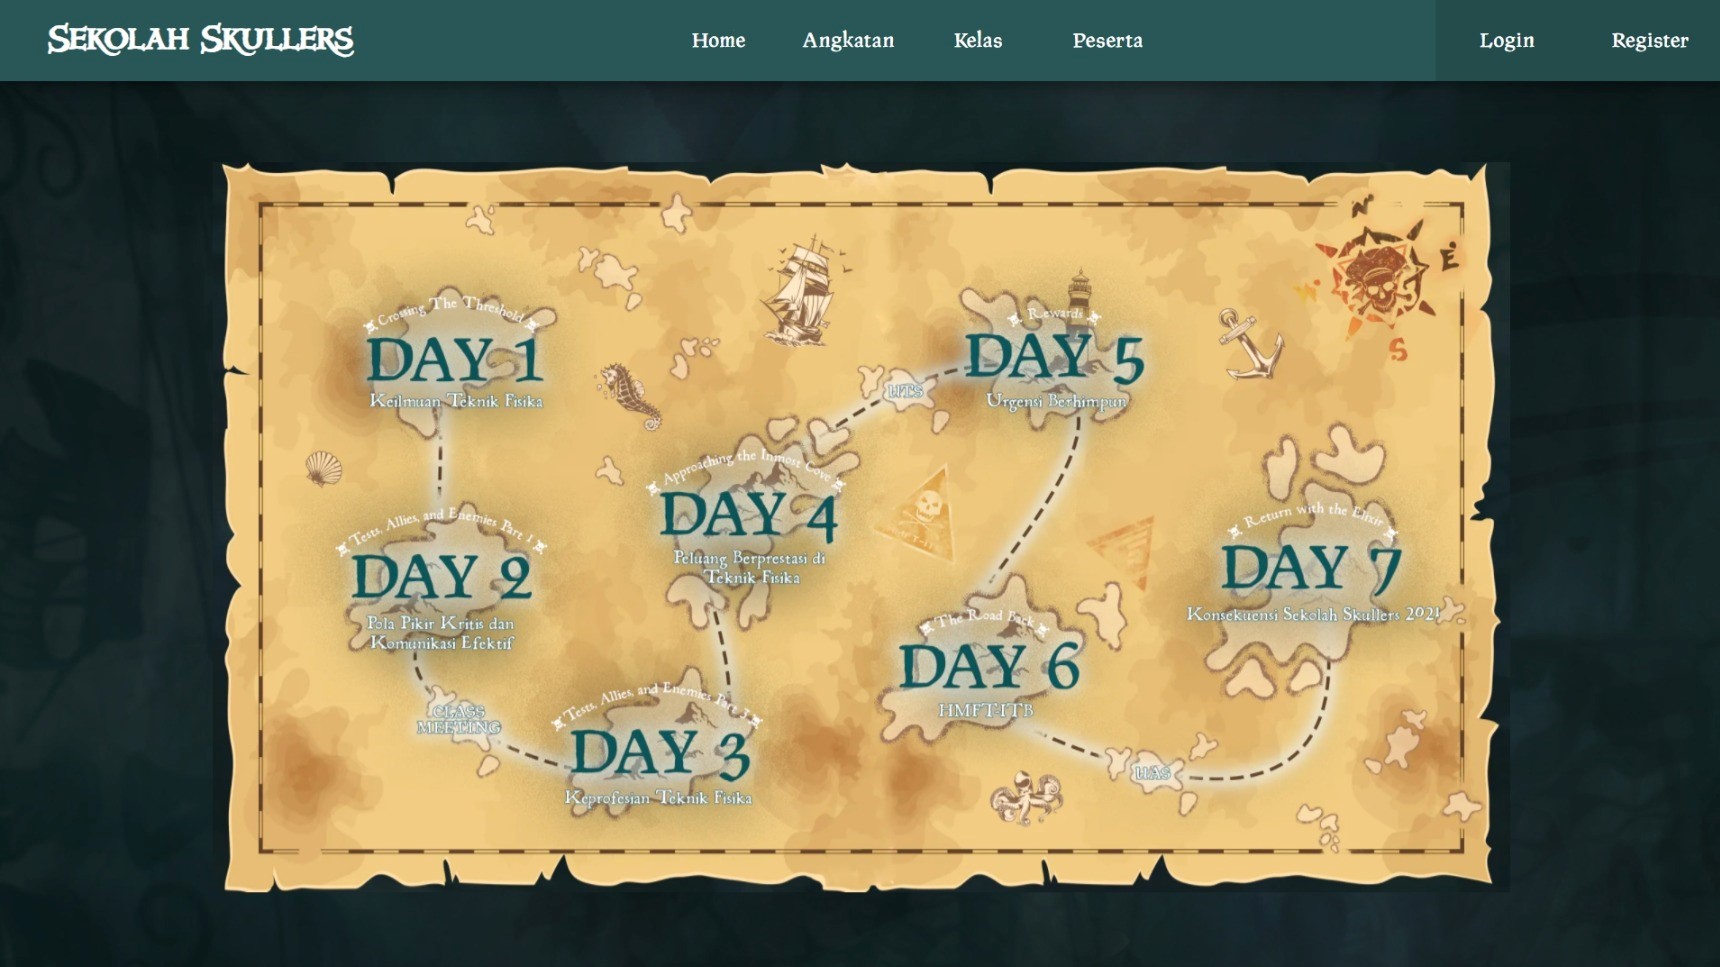 SEKOLAH SKULLERS
Home
Angkatan
Kelas
Peserta
Login
Register
N
E
S
W
Crossing The Threshold
DAY 1
Keilmuan Teknik Fisika
Tests, Allies, and Enemies Part 1
DAY 2
Pola Pikir Kritis dan
Komunikasi Efektif
CLASS
MEETING
Tests, Allies, and Enemies Part
DAY 3
Keprofesian Teknik Fisika
Approaching the Inmost Cove
DAY 4
Peluang Berprestasi di
Teknik Fisika
UTS
Rewards
DAY 5
Urgensi Berhimpun
The Road Back
DAY 6
HMFT-ITB
UAS
Return with the Elixir
DAY 7
Konsekuensi Sekolah Skullers 2021